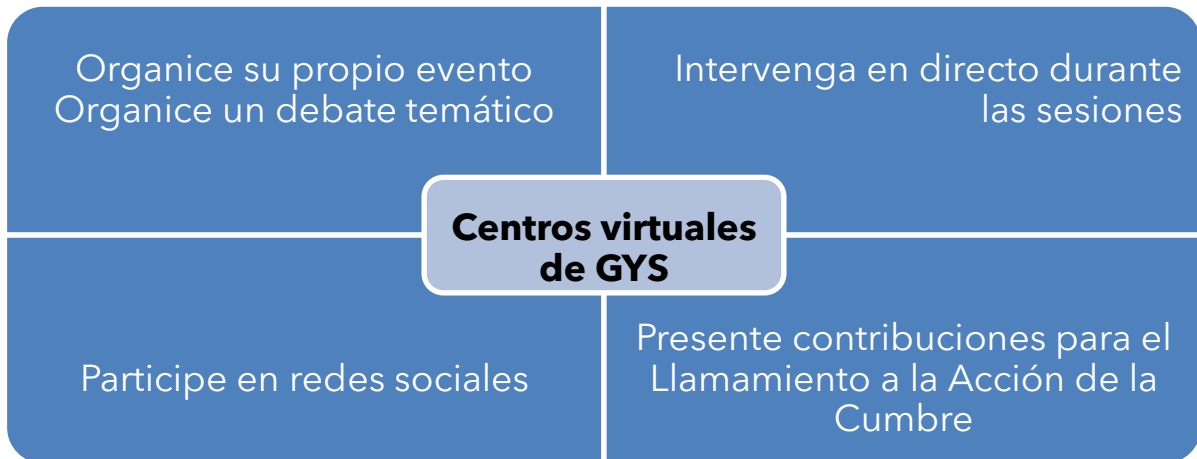 Organice su propio evento
Organice un debate temático
Intervenga en directo durante
las sesiones
Centros virtuales
de GYS
Participe en redes sociales
Presente contribuciones para el
Llamamiento a la Acción de la
Cumbre